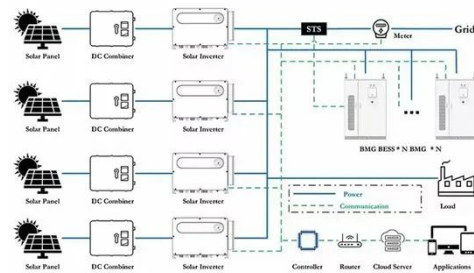 STS
Meter
Grid
Solar Panel
DC Combiner
Solar Inverter
Solar Panel
DC Combiner
Solar Inverter
BMG BESS * N BMG * N
Solar Panel
DC Combiner
Solar Inverter
Power
Communication
Load
Solar Panel
DC Combiner
Solar Inverter
Controller
Router
Cloud Server
Application